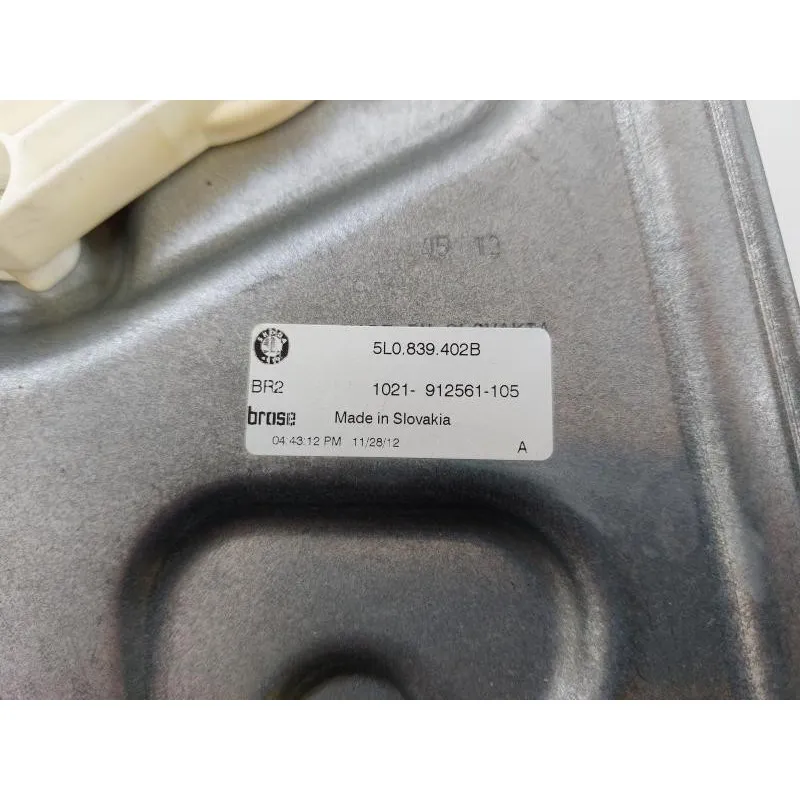 5L0.839.402B
BR2 1021- 912561-105
brose Made in Slovakia
04:43:12 PM 11/28/12 A